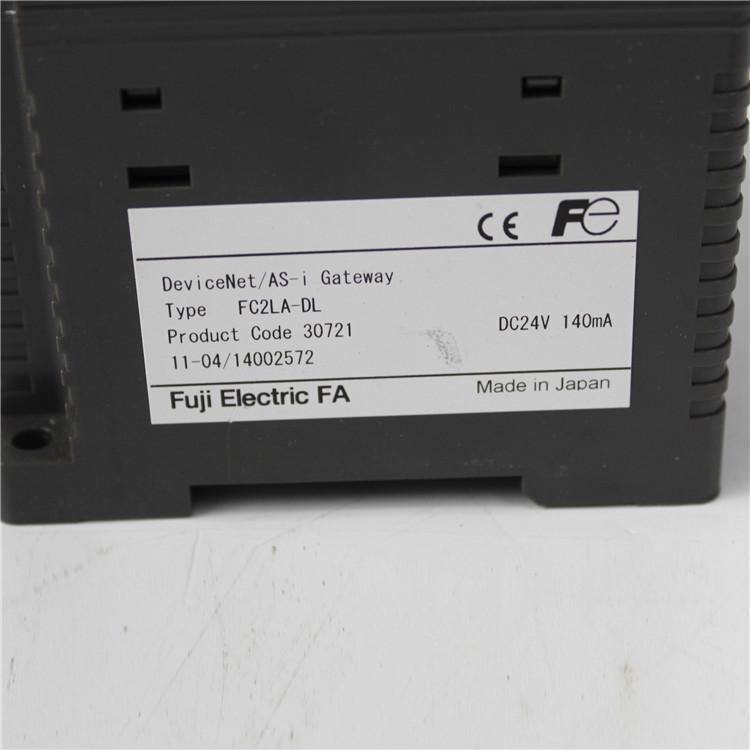 CE Fe
DeviceNet/AS-i Gateway
Type FC2LA-DL
Product Code 30721 DC24V 140mA
11-04/14002572
Fuji Electric FA Made in Japan